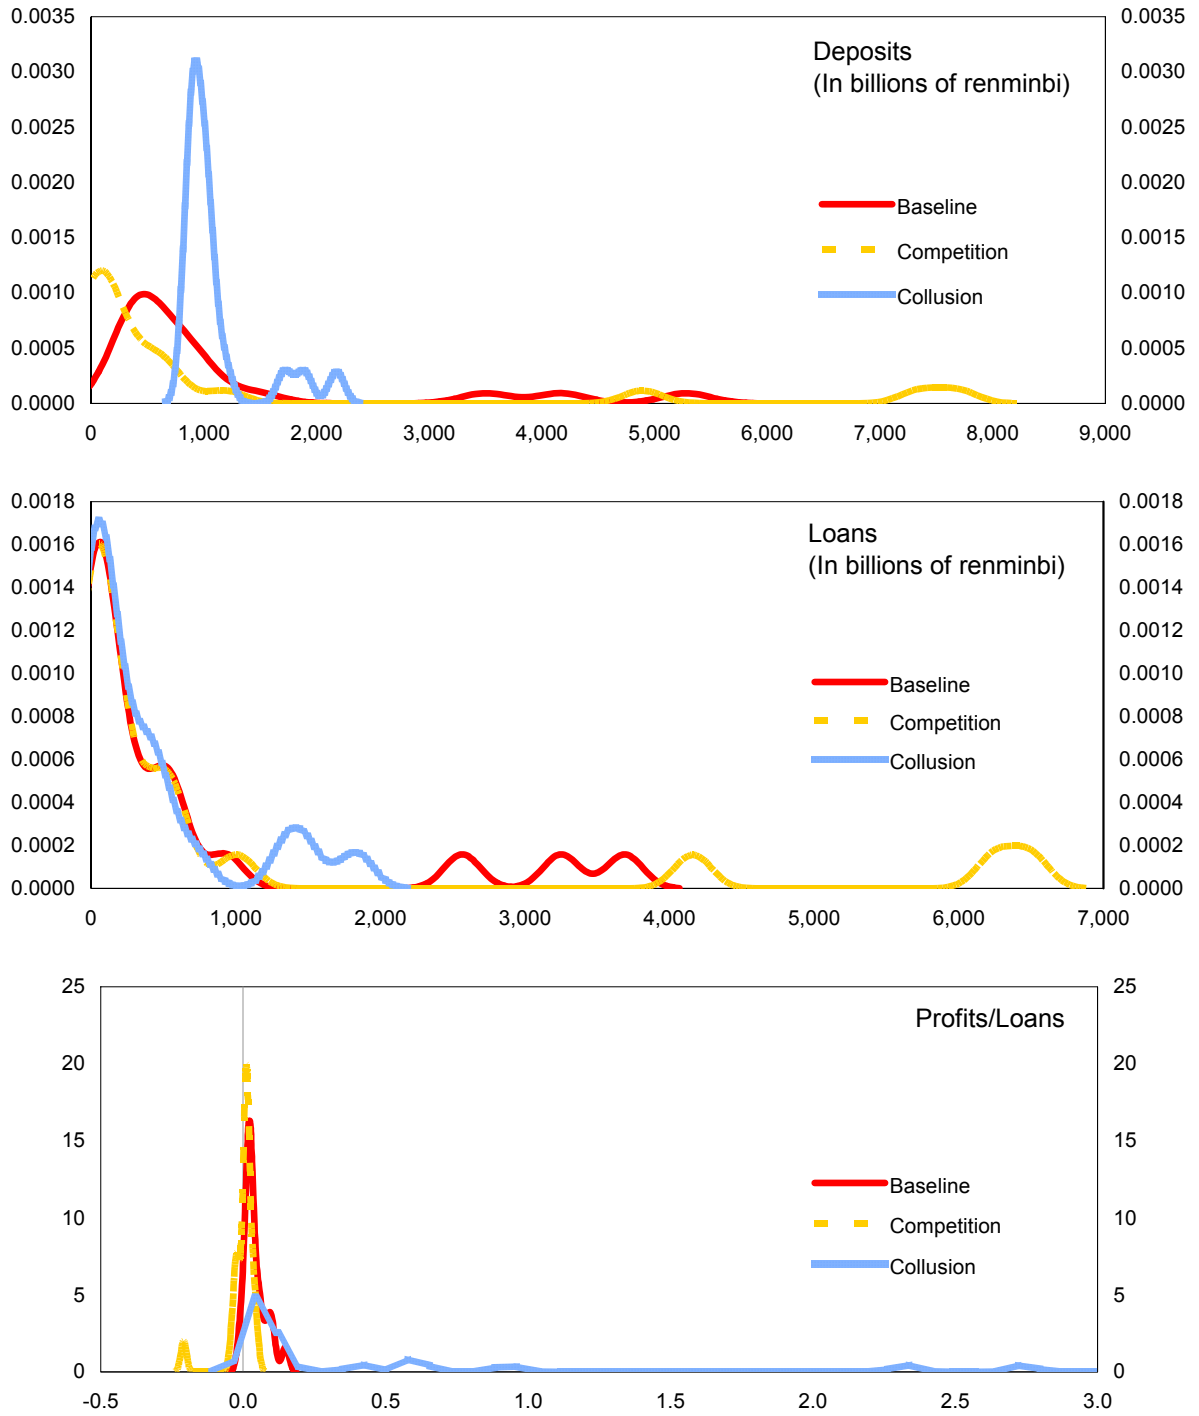 0.0035 0.0035
Deposits
0.0030 0.0030
(In billions of renminbi)
0.0025 0.0025
0.0020 0.0020
Baseline
0.0015 0.0015
Competition
0.0010 0.0010
Collusion
0.0005 0.0005
0.0000 0.0000
0 1,000 2,000 3,000 4,000 5,000 6,000 7,000 8,000 9,000
0.0018 0.0018
Loans
0.0016 0.0016
(In billions of renminbi)
0.0014 0.0014
0.0012 0.0012
0.0010 0.0010
Baseline
0.0008 0.0008
Competition
0.0006 0.0006
Collusion
0.0004 0.0004
0.0002 0.0002
0.0000 0.0000
0 1,000 2,000 3,000 4,000 5,000 6,000 7,000
25 25
Profits/Loans
20 20
15 15
Baseline
10 10
Competition
Collusion
5 5
0 0
-0.5 0.0 0.5 1.0 1.5 2.0 2.5 3.0